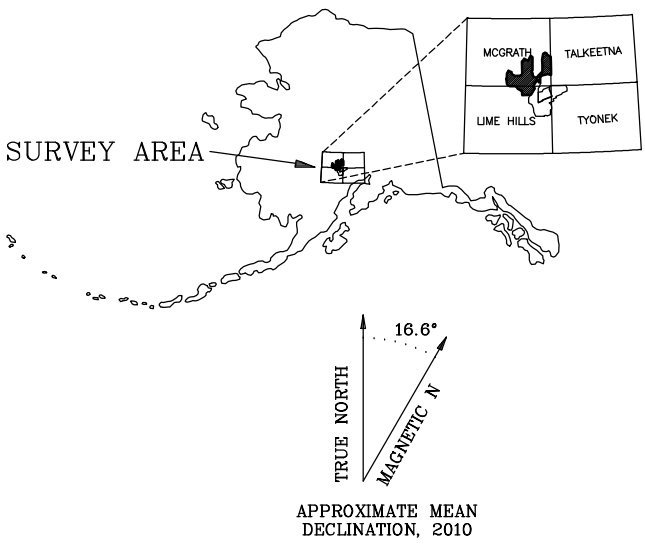 MCGRATH
TALKEETNA
LIME HILLS
TYONEK
SURVEY AREA
16.6°
TRUE NORTH
MAGNETIC N
APPROXIMATE MEAN
DECLINATION, 2010